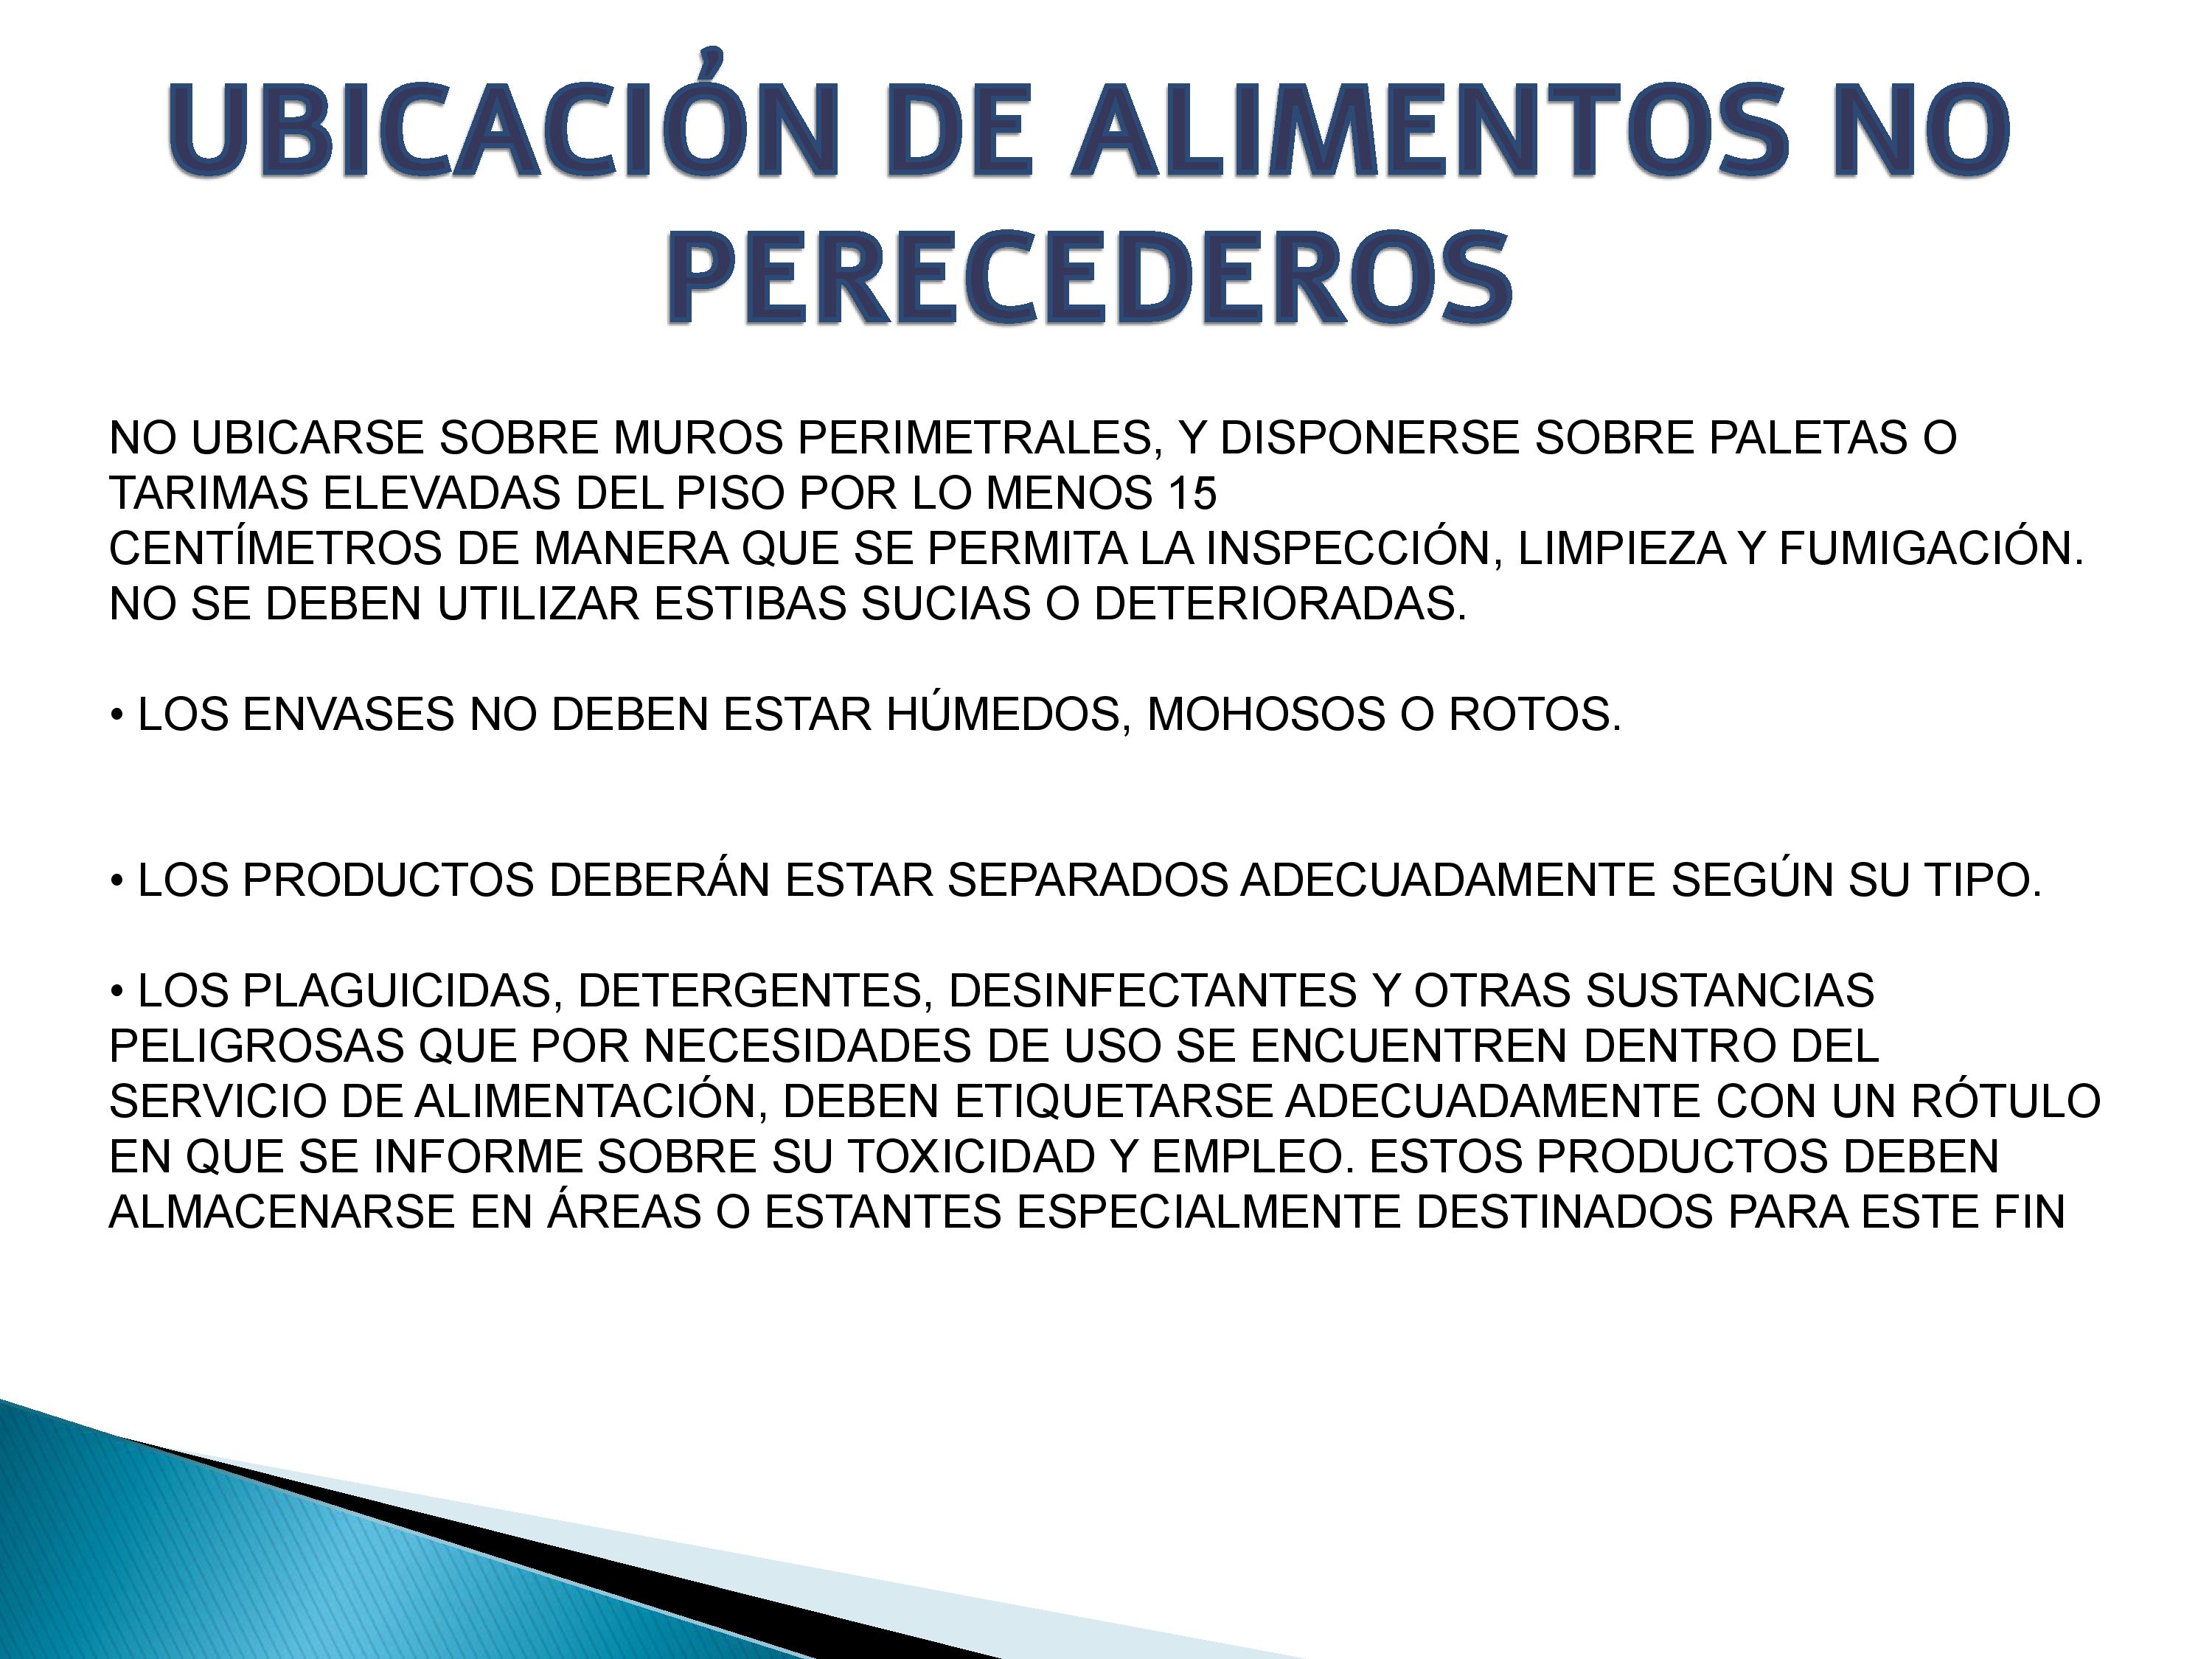 UBICACIÓN DE ALIMENTOS NO
PERECEDEROS
NO UBICARSE SOBRE MUROS PERIMETRALES, Y DISPONERSE SOBRE PALETAS O
TARIMAS ELEVADAS DEL PISO POR LO MENOS 15
CENTÍMETROS DE MANERA QUE SE PERMITA LA INSPECCIÓN, LIMPIEZA Y FUMIGACIÓN.
NO SE DEBEN UTILIZAR ESTIBAS SUCIAS O DETERIORADAS.
• LOS ENVASES NO DEBEN ESTAR HÚMEDOS, MOHOSOS O ROTOS.
• LOS PRODUCTOS DEBERÁN ESTAR SEPARADOS ADECUADAMENTE SEGÚN SU TIPO.
• LOS PLAGUICIDAS, DETERGENTES, DESINFECTANTES Y OTRAS SUSTANCIAS
PELIGROSAS QUE POR NECESIDADES DE USO SE ENCUENTREN DENTRO DEL
SERVICIO DE ALIMENTACIÓN, DEBEN ETIQUETARSE ADECUADAMENTE CON UN RÓTULO
EN QUE SE INFORME SOBRE SU TOXICIDAD Y EMPLEO. ESTOS PRODUCTOS DEBEN
ALMACENARSE EN ÁREAS O ESTANTES ESPECIALMENTE DESTINADOS PARA ESTE FIN